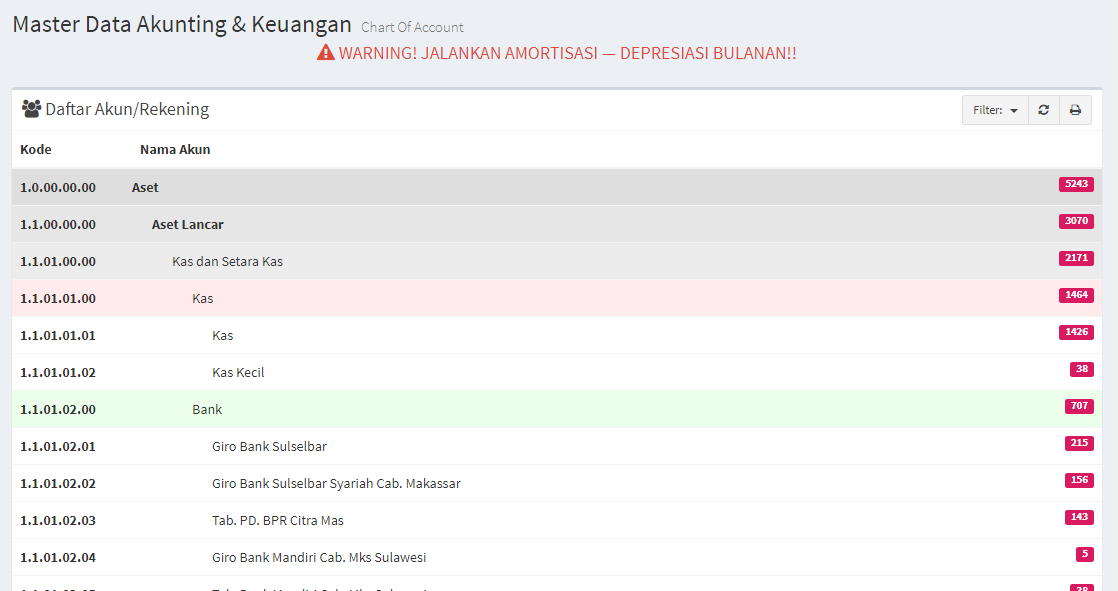 Master Data Akunting & Keuangan Chart Of Account
WARNING! JALANKAN AMORTISASI — DEPRESIASI BULANAN!!
Daftar Akun/Rekening Filter:
Kode Nama Akun
1.0.00.00.00 Aset 5243
1.1.00.00.00 Aset Lancar 3070
1.1.01.00.00 Kas dan Setara Kas 2171
1.1.01.01.00 Kas 1464
1.1.01.01.01 Kas 1426
1.1.01.01.02 Kas Kecil 38
1.1.01.02.00 Bank 707
1.1.01.02.01 Giro Bank Sulselbar 215
1.1.01.02.02 Giro Bank Sulselbar Syariah Cab. Makassar 156
1.1.01.02.03 Tab. PD. BPR Citra Mas 143
1.1.01.02.04 Giro Bank Mandiri Cab. Mks Sulawesi 5